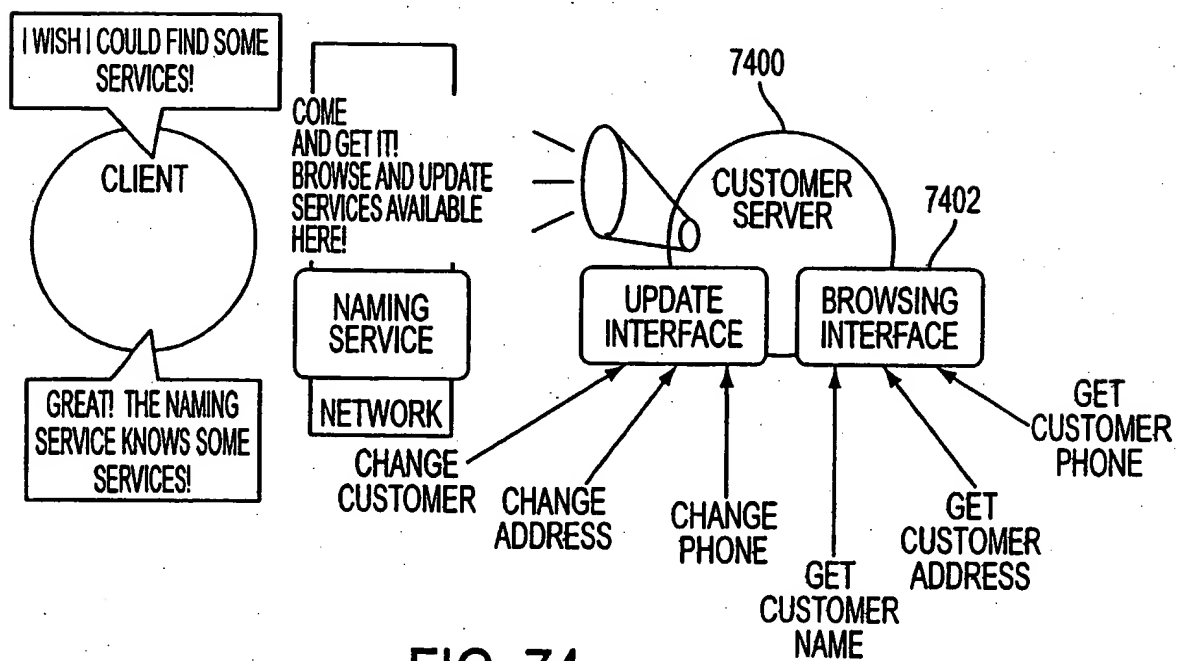 I WISH I COULD FIND SOME
SERVICES!
CLIENT
GREAT! THE NAMING
SERVICE KNOWS SOME
SERVICES!
COME
AND GET IT!
BROWSE AND UPDATE
SERVICES AVAILABLE
HERE!
NAMING
SERVICE
NETWORK
7400
CUSTOMER
SERVER
7402
UPDATE
INTERFACE
BROWSING
INTERFACE
CHANGE
CUSTOMER
CHANGE
ADDRESS
CHANGE
PHONE
GET
CUSTOMER
NAME
GET
CUSTOMER
ADDRESS
GET
CUSTOMER
PHONE
FIG. 74